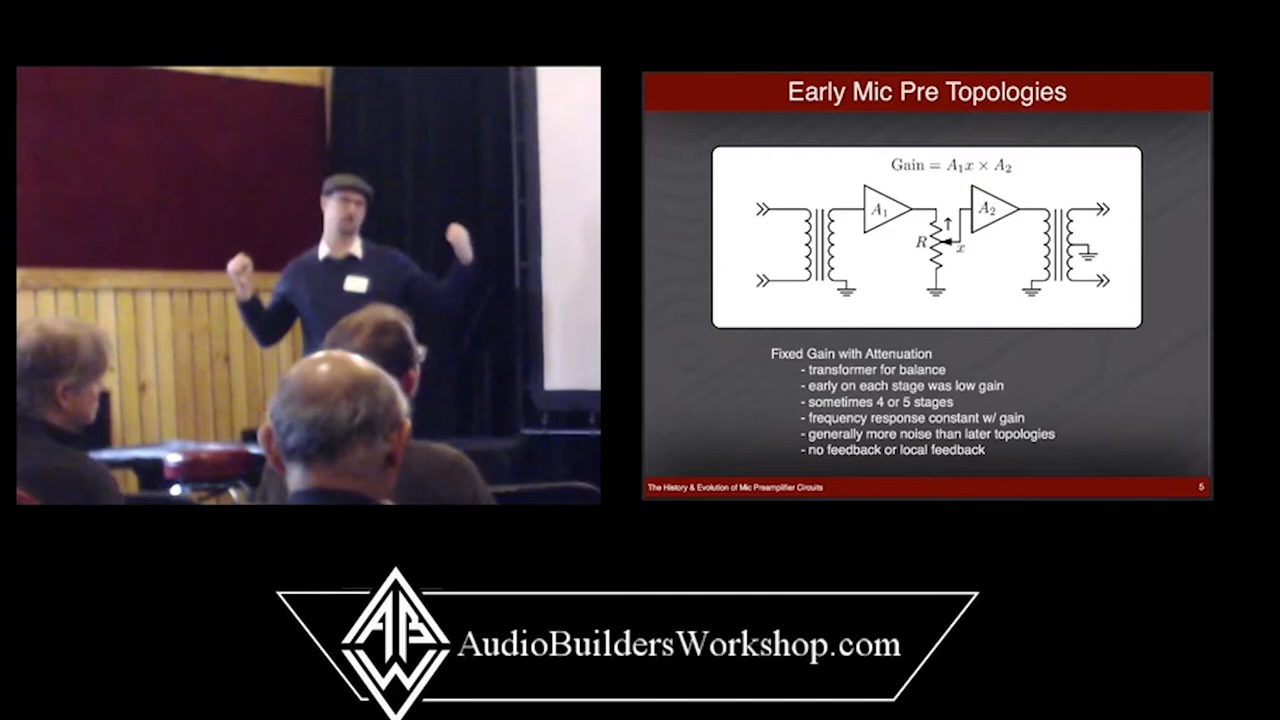 Early Mic Pre Topologies
Gain = A₁x × A₂
A₁
A₂
R
x
Fixed Gain with Attenuation
- transformer for balance
- early on each stage was low gain
- sometimes 4 or 5 stages
- frequency response constant w/ gain
- generally more noise than later topologies
- no feedback or local feedback
The History & Evolution of Mic Preamplifier Circuits
5
ABW
AudioBuildersWorkshop.com